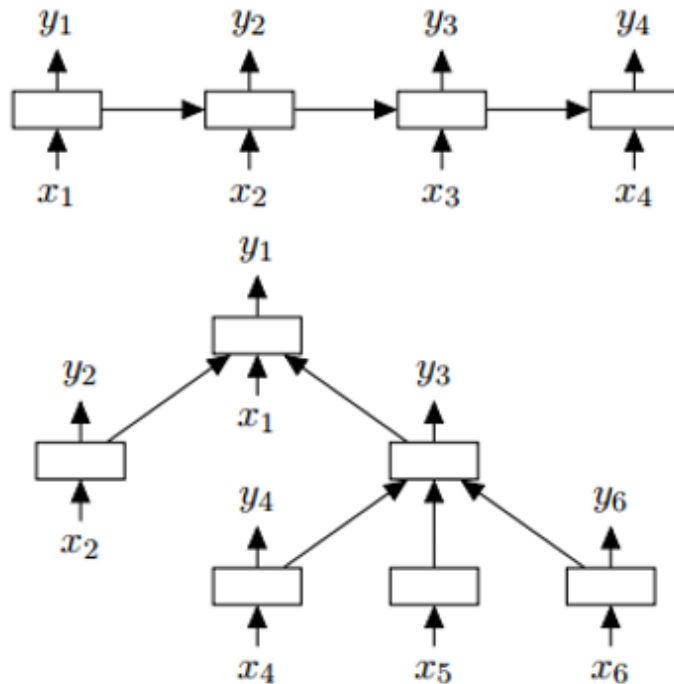 y₁ y₂ y₃ y₄
x₁ x₂ x₃ x₄
y₁
y₂ y₃
x₁
y₄ y₆
x₂
x₄ x₅ x₆